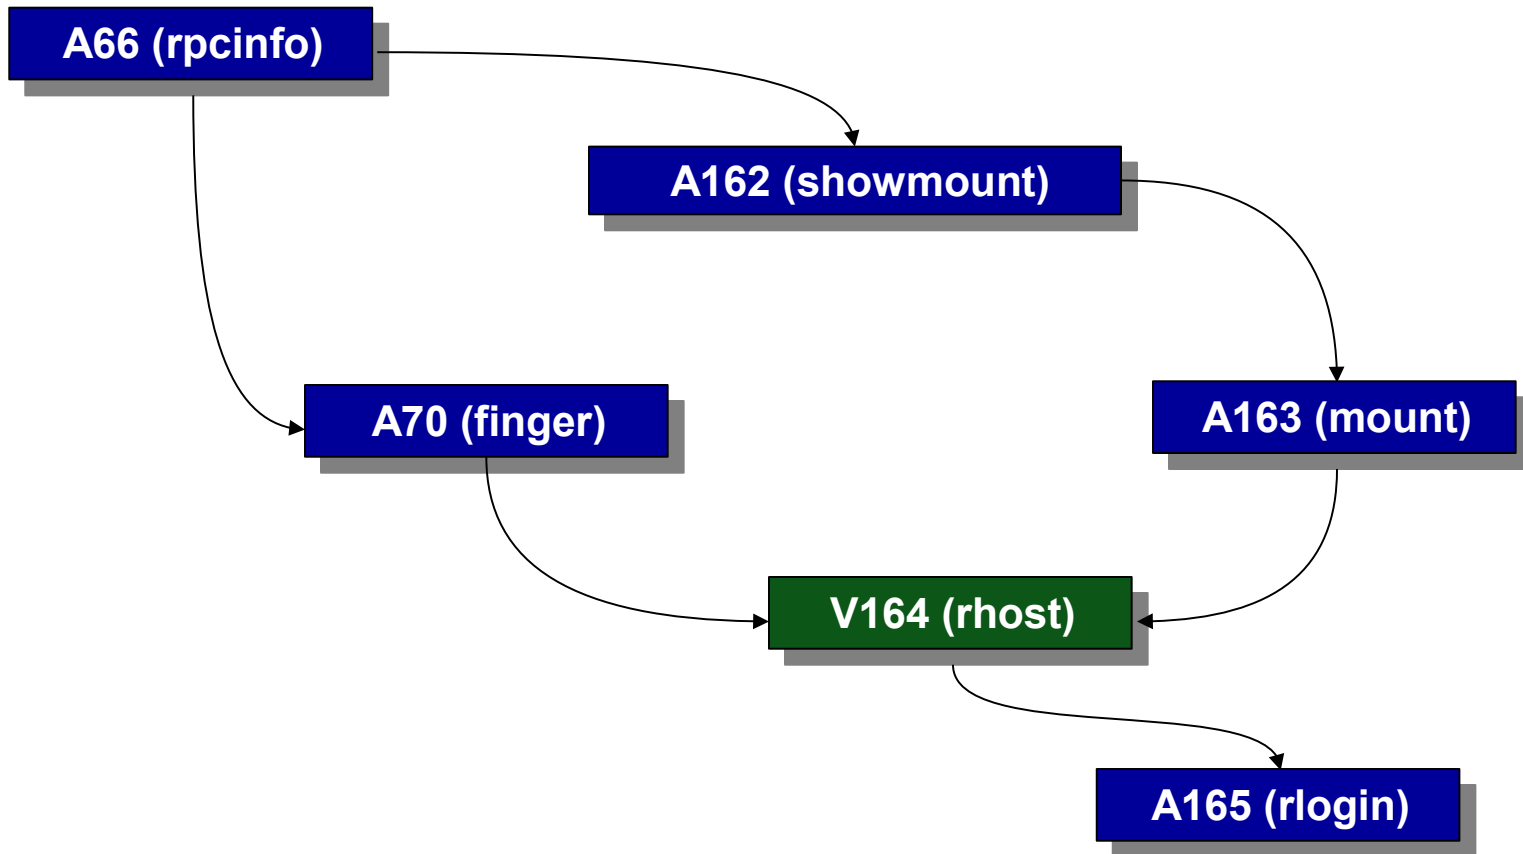 A66 (rpcinfo)
A162 (showmount)
A70 (finger)
A163 (mount)
V164 (rhost)
A165 (rlogin)